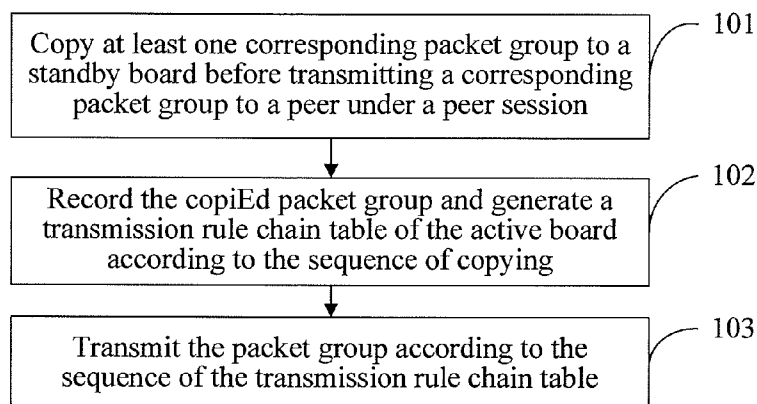 101
Copy at least one corresponding packet group to a
standby board before transmitting a corresponding
packet group to a peer under a peer session
102
Record the copiEd packet group and generate a
transmission rule chain table of the active board
according to the sequence of copying
103
Transmit the packet group according to the
sequence of the transmission rule chain table